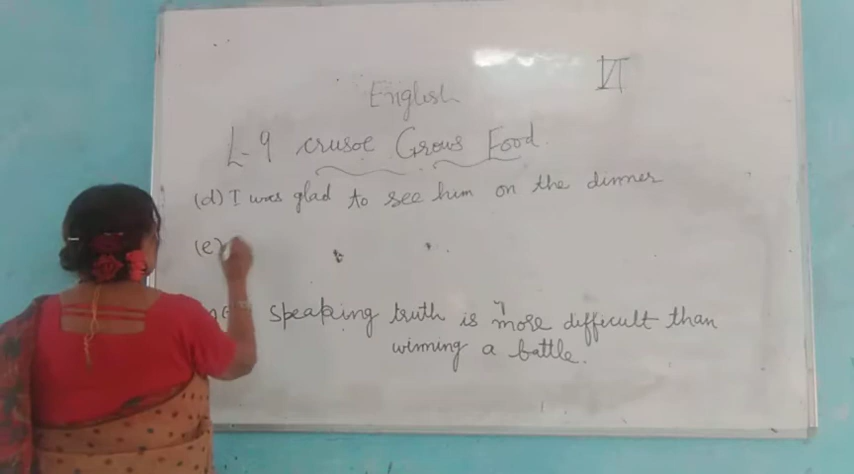 English
VI
L-9 crusoe Grows Food
(d) I was glad to see him on the dinner
(e)
speaking truth is more difficult than
winning a battle.